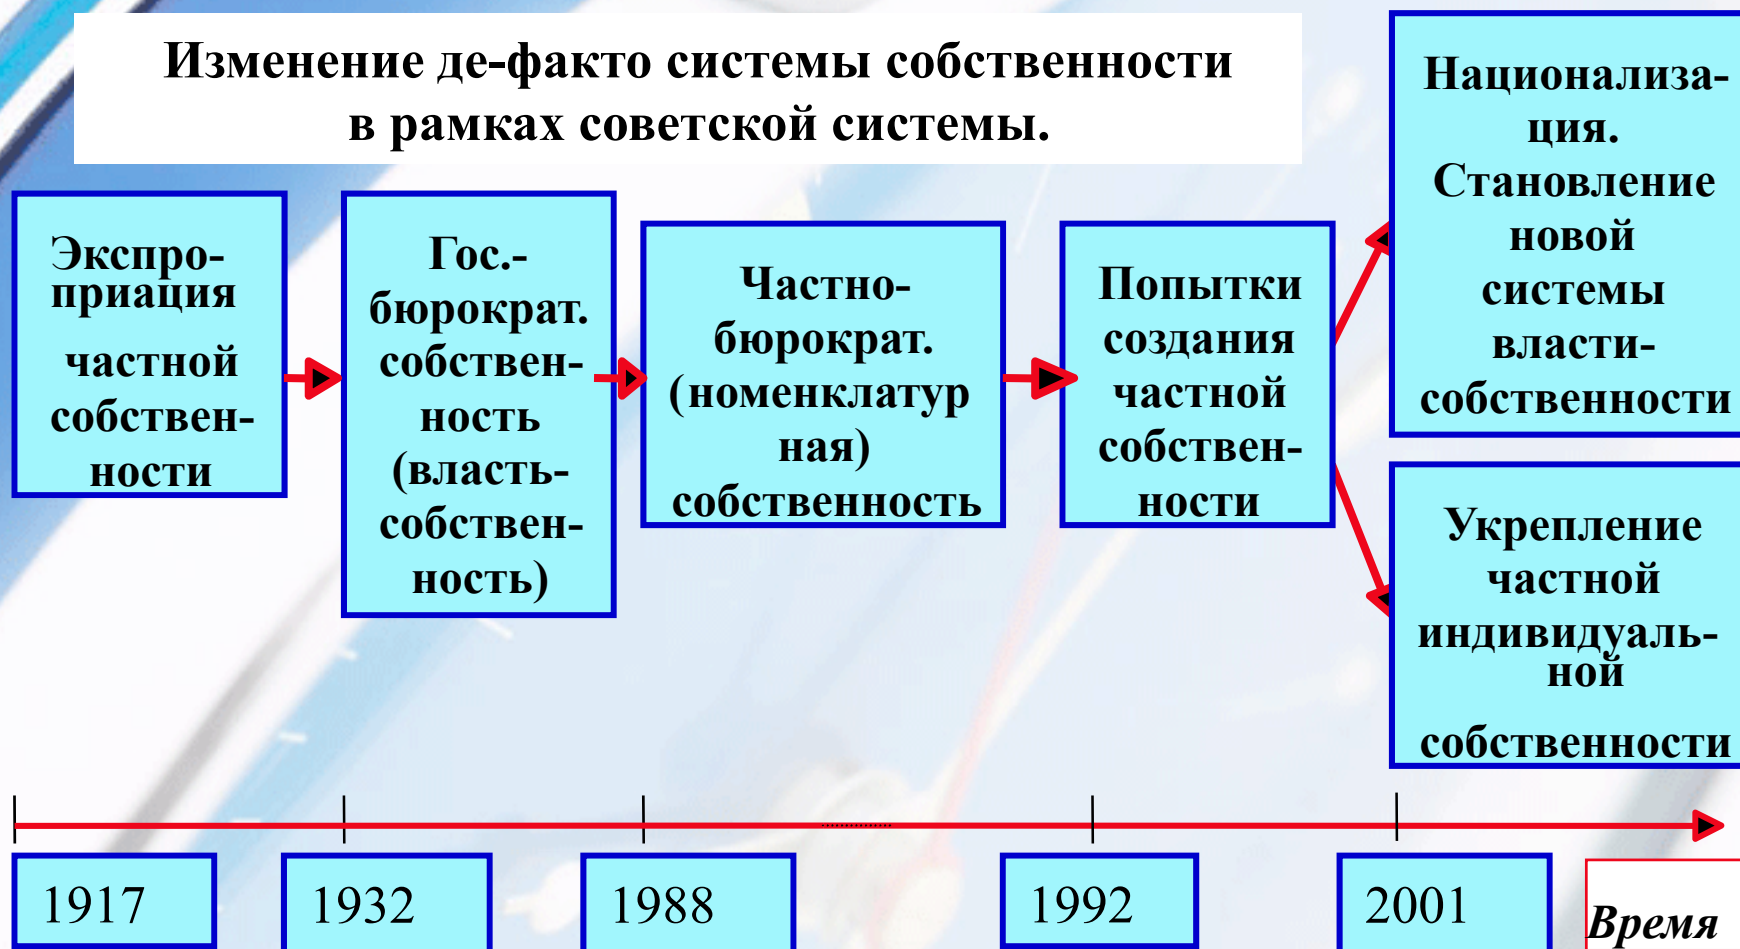 Изменение де-факто системы собственности
в рамках советской системы.
Экспро-
приация
частной
собствен-
ности
Гос.-
бюрократ.
собствен-
ность
(власть-
собствен-
ность)
Частно-
бюрократ.
(номенклатур
ная)
собственность
Попытки
создания
частной
собствен-
ности
Национализа-
ция.
Становление
новой
системы
власти-
собственности
Укрепление
частной
индивидуаль-
ной
собственности
1917
1932
1988
1992
2001
Время